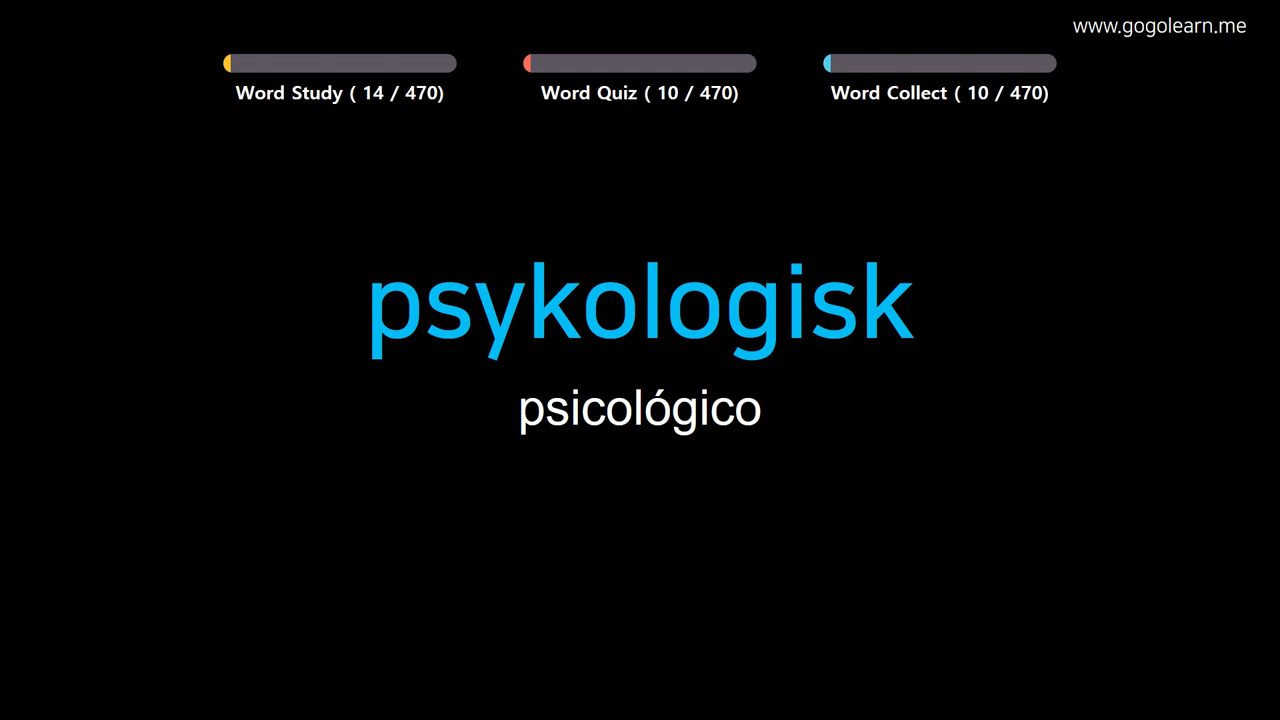 www.gogolearn.me
Word Study ( 14 / 470)
Word Quiz ( 10 / 470)
Word Collect ( 10 / 470)
psykologisk
psicológico